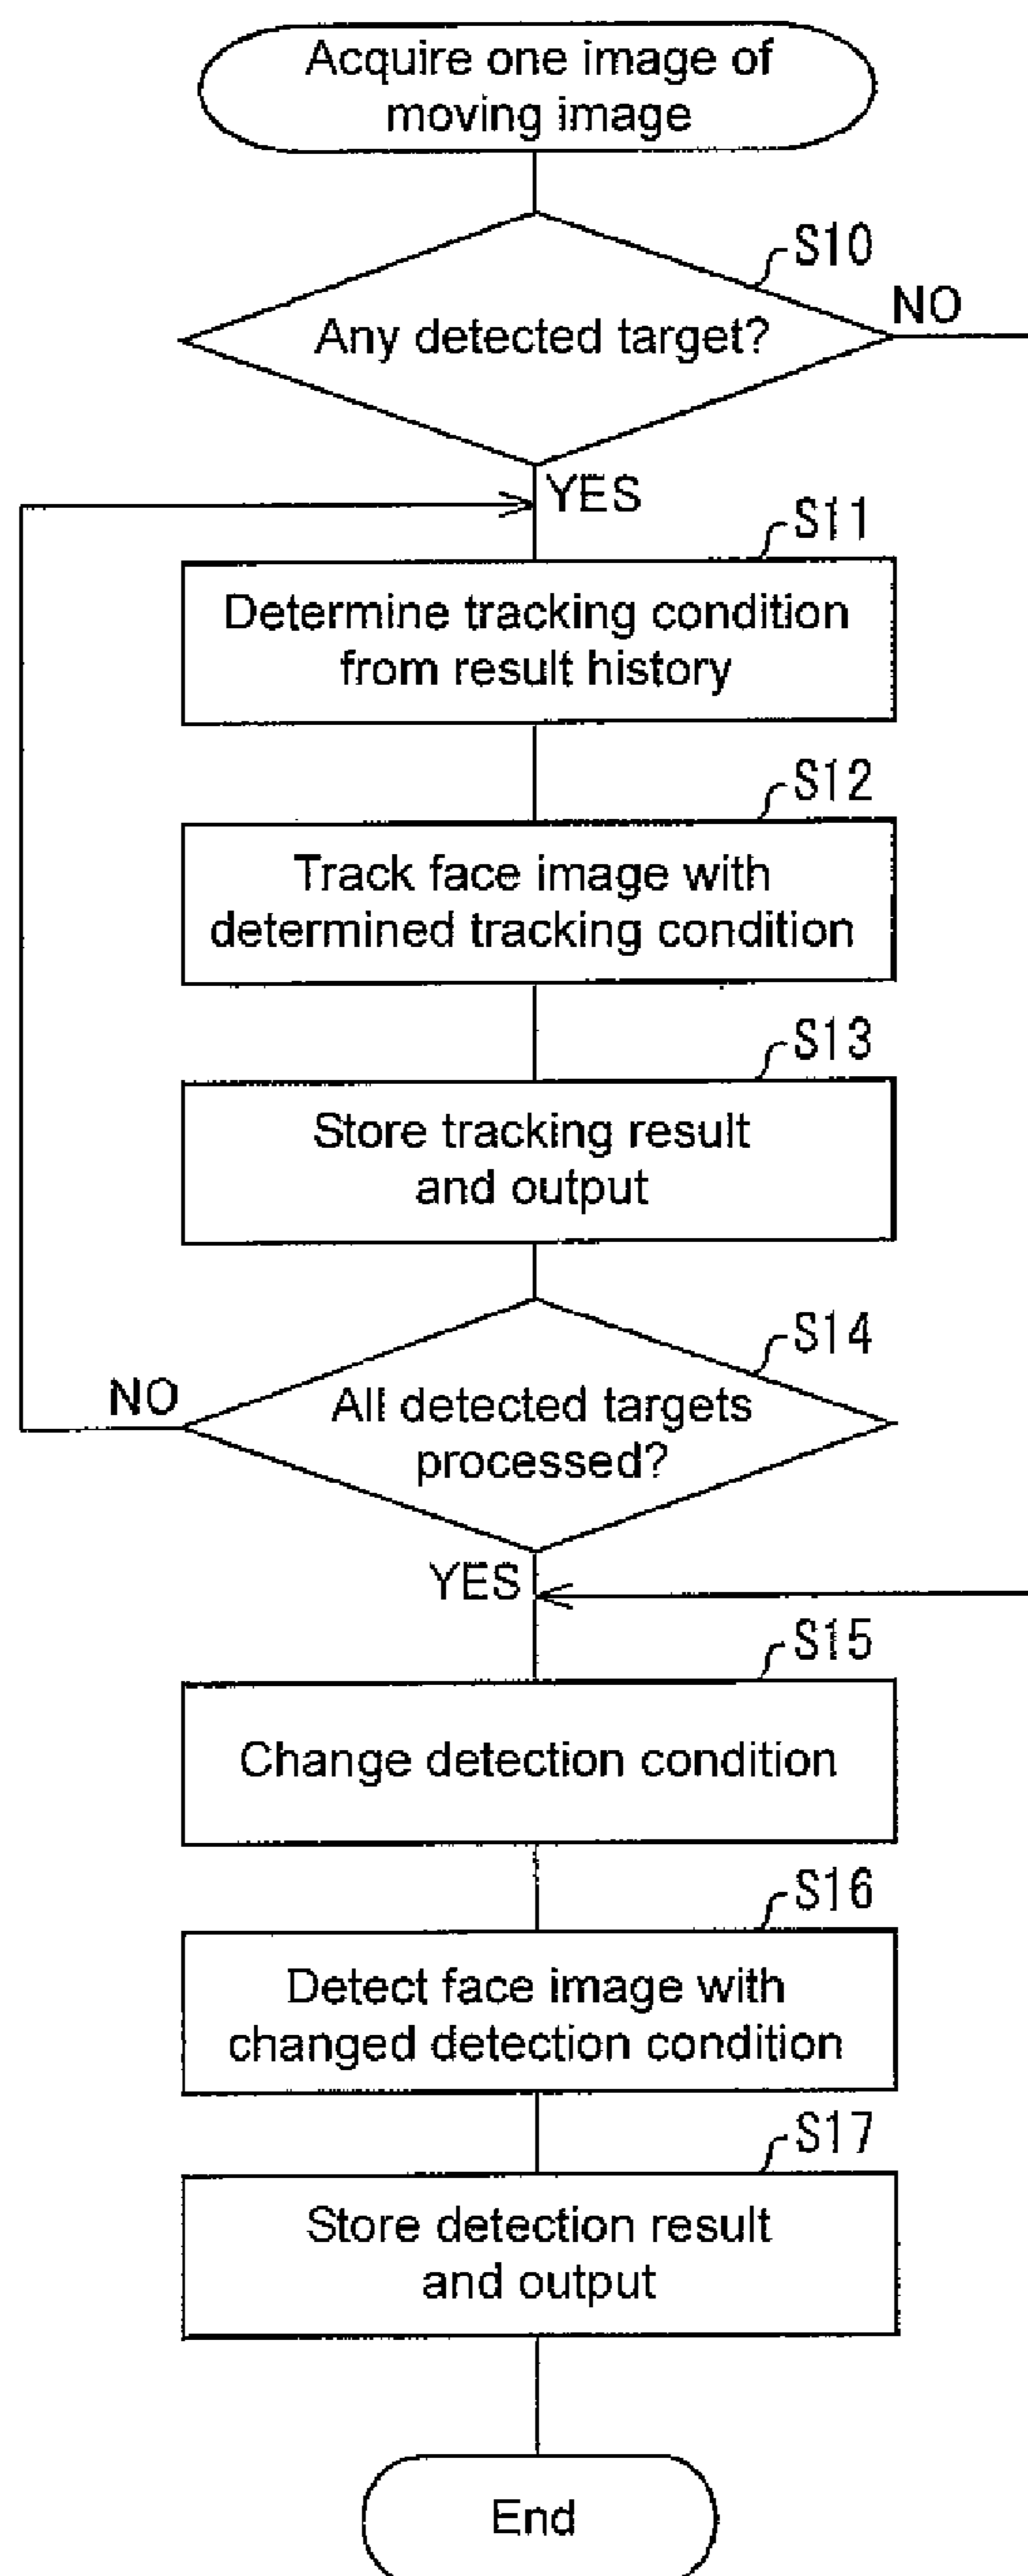 Acquire one image of
moving image
S10
Any detected target?
NO
YES
S11
Determine tracking condition
from result history
S12
Track face image with
determined tracking condition
S13
Store tracking result
and output
S14
All detected targets
processed?
NO
YES
S15
Change detection condition
S16
Detect face image with
changed detection condition
S17
Store detection result
and output
End